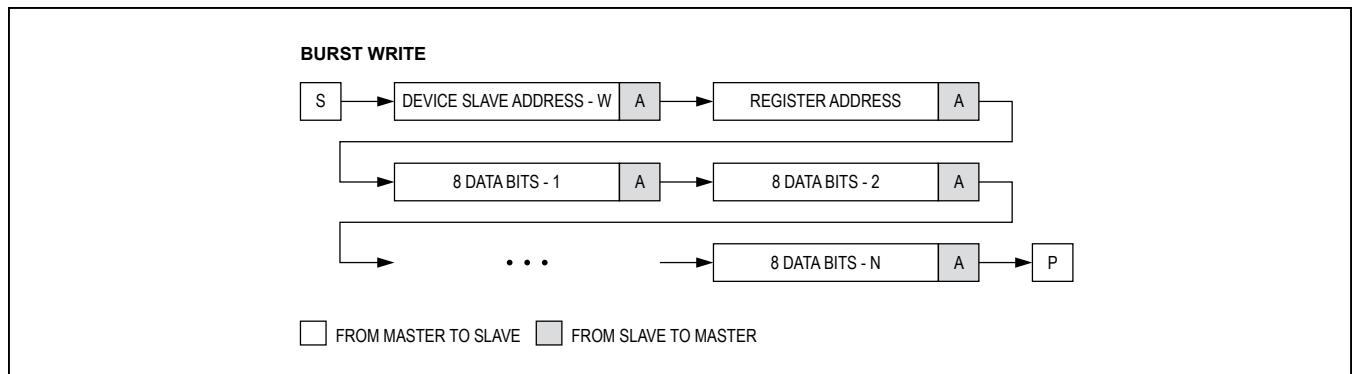 BURST WRITE
S DEVICE SLAVE ADDRESS - W A REGISTER ADDRESS A
8 DATA BITS - 1 A 8 DATA BITS - 2 A
• • • 8 DATA BITS - N A P
FROM MASTER TO SLAVE FROM SLAVE TO MASTER